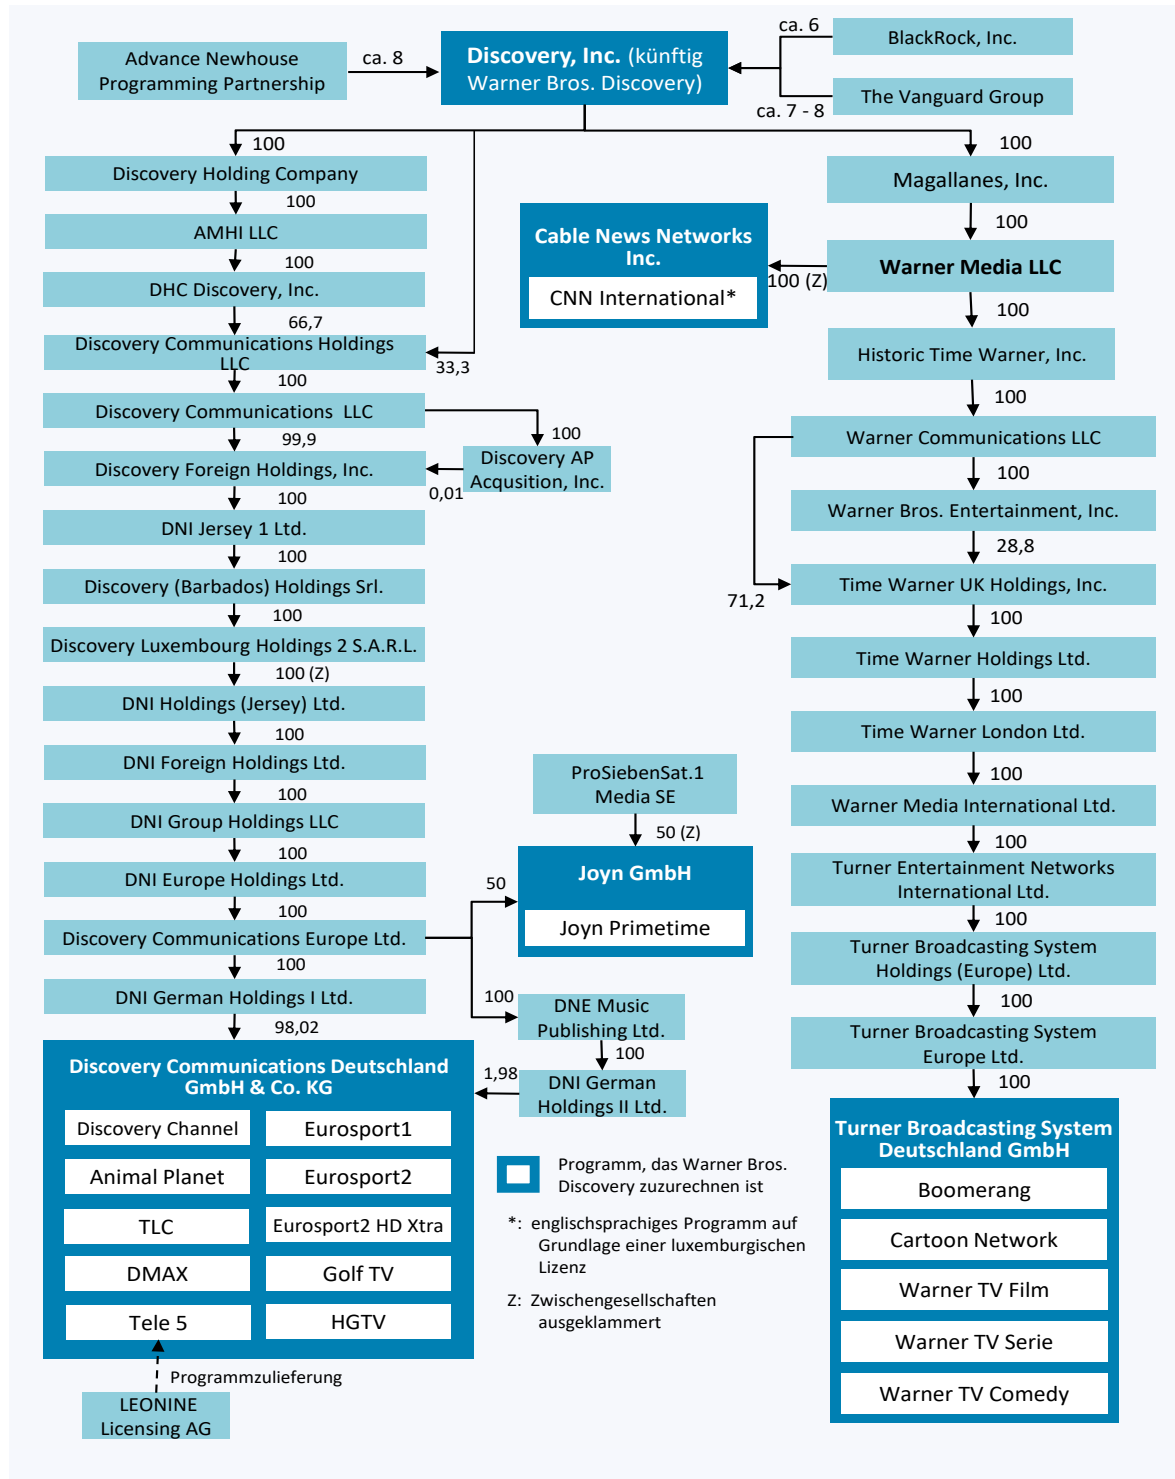 Advance Newhouse
Programming Partnership
ca. 8
Discovery, Inc. (künftig
Warner Bros. Discovery)
ca. 6
BlackRock, Inc.
The Vanguard Group
ca. 7 - 8
100
Discovery Holding Company
100
AMHI LLC
100
DHC Discovery, Inc.
66,7
Discovery Communications Holdings
LLC
33,3
100
Discovery Communications LLC
99,9
100
Discovery Foreign Holdings, Inc.
0,01
Discovery AP
Acqusition, Inc.
100
DNI Jersey 1 Ltd.
100
Discovery (Barbados) Holdings Srl.
100
Discovery Luxembourg Holdings 2 S.A.R.L.
100 (Z)
DNI Holdings (Jersey) Ltd.
100
DNI Foreign Holdings Ltd.
100
DNI Group Holdings LLC
100
DNI Europe Holdings Ltd.
100
Discovery Communications Europe Ltd.
100
DNI German Holdings I Ltd.
98,02
Discovery Communications Deutschland
GmbH & Co. KG
Discovery Channel
Eurosport1
Animal Planet
Eurosport2
TLC
Eurosport2 HD Xtra
DMAX
Golf TV
Tele 5
HGTV
Programmzulieferung
LEONINE
Licensing AG
Cable News Networks
Inc.
CNN International*
100 (Z)
ProSiebenSat.1
Media SE
50 (Z)
50
Joyn GmbH
Joyn Primetime
100
DNE Music
Publishing Ltd.
100
1,98
DNI German
Holdings II Ltd.
Programm, das Warner Bros.
Discovery zuzurechnen ist
*: englischsprachiges Programm auf
Grundlage einer luxemburgischen
Lizenz
Z: Zwischengesellschaften
ausgeklammert
100
Magallanes, Inc.
100
Warner Media LLC
100
Historic Time Warner, Inc.
100
Warner Communications LLC
100
Warner Bros. Entertainment, Inc.
28,8
71,2
Time Warner UK Holdings, Inc.
100
Time Warner Holdings Ltd.
100
Time Warner London Ltd.
100
Warner Media International Ltd.
100
Turner Entertainment Networks
International Ltd.
100
Turner Broadcasting System
Holdings (Europe) Ltd.
100
Turner Broadcasting System
Europe Ltd.
100
Turner Broadcasting System
Deutschland GmbH
Boomerang
Cartoon Network
Warner TV Film
Warner TV Serie
Warner TV Comedy